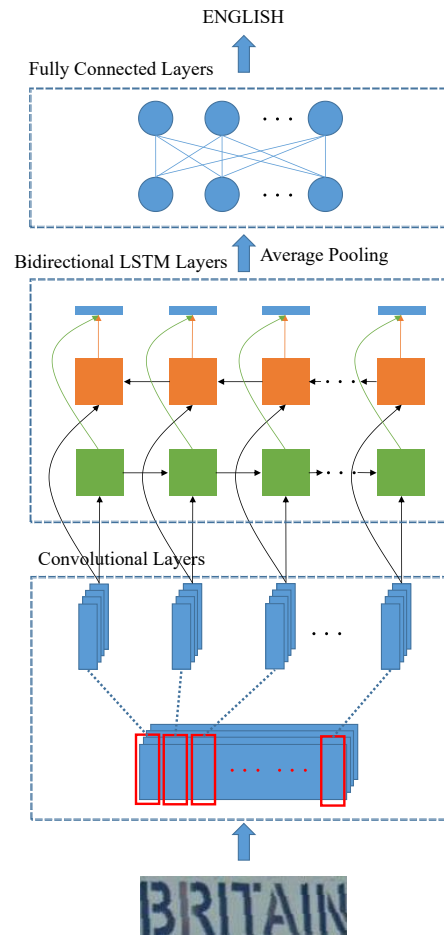 ENGLISH
Fully Connected Layers
Average Pooling
Bidirectional LSTM Layers
Convolutional Layers
BRITAIN